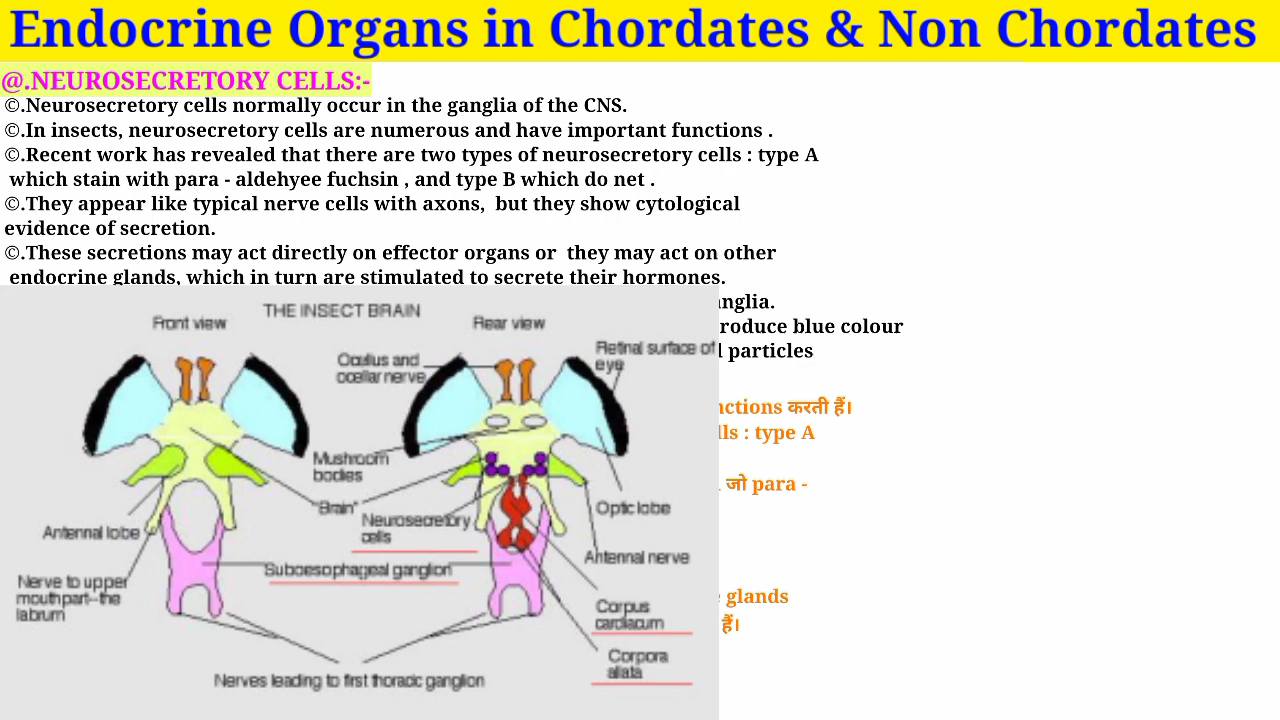 Endocrine Organs in Chordates & Non Chordates
@.NEUROSECRETORY CELLS:-
©.Neurosecretory cells normally occur in the ganglia of the CNS.
©.In insects, neurosecretory cells are numerous and have important functions .
©.Recent work has revealed that there are two types of neurosecretory cells : type A
which stain with para - aldehyee fuchsin , and type B which do net .
©.They appear like typical nerve cells with axons, but they show cytological
evidence of secretion.
©.These secretions may act directly on effector organs or they may act on other
endocrine glands, which in turn are stimulated to secrete their hormones.
nglia.
roduce blue colour
particles
nctions करती हैं।
lls : type A
जो para -
glands
हैं।
THE INSECT BRAIN
Front view
Rear view
Ocellus and
ocellar nerve
Retinal surface of
eye
Mushroom
bodies
"Brain"
Neurosecretory
cells
Optic lobe
Antennal lobe
Antennal nerve
Suboesophageal ganglion
Nerve to upper
mouthpart--the
labrum
Corpus
cardiacum
Corpora
allata
Nerves leading to first thoracic ganglion